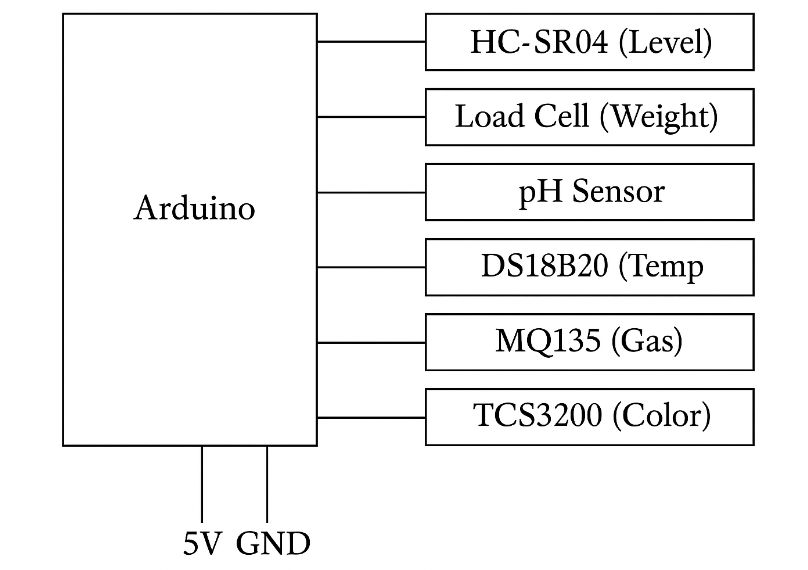 HC-SR04 (Level)
Load Cell (Weight)
pH Sensor
Arduino
DS18B20 (Temp
MQ135 (Gas)
TCS3200 (Color)
5V GND